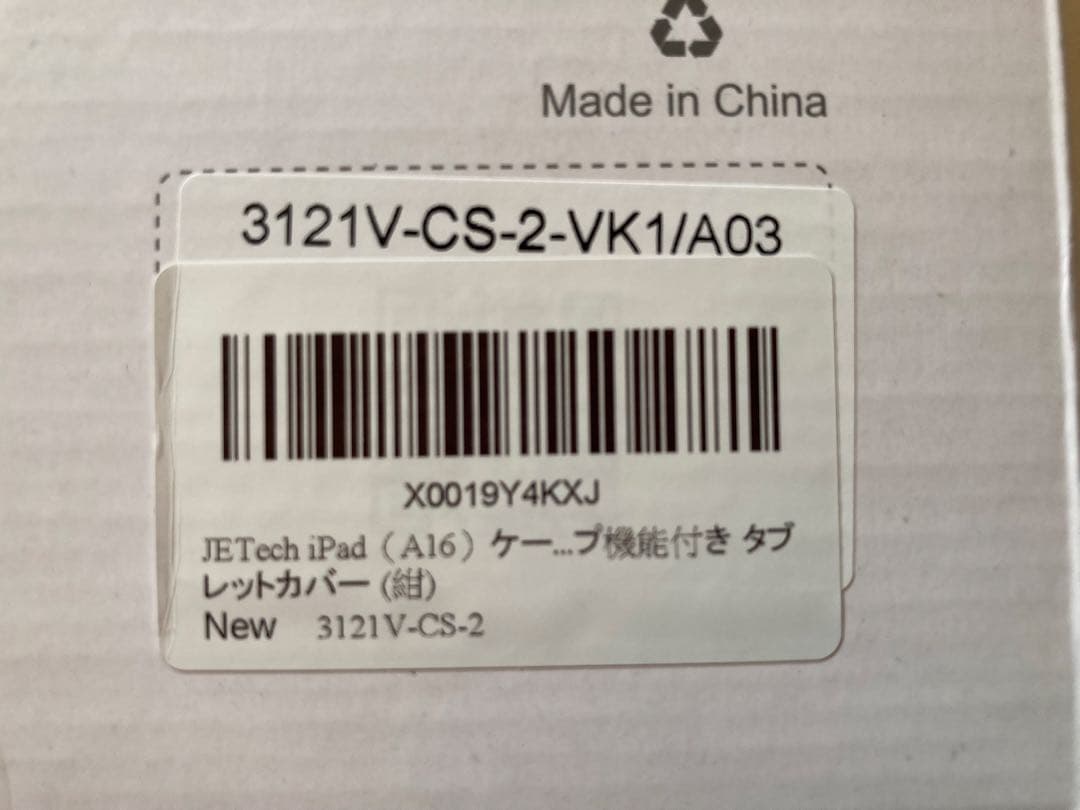 Made in China
3121V-CS-2-VK1/A03
X0019Y4KXJ
JETech iPad（A16）ケー...プ機能付き タブ
レットカバー (紺)
New 3121V-CS-2